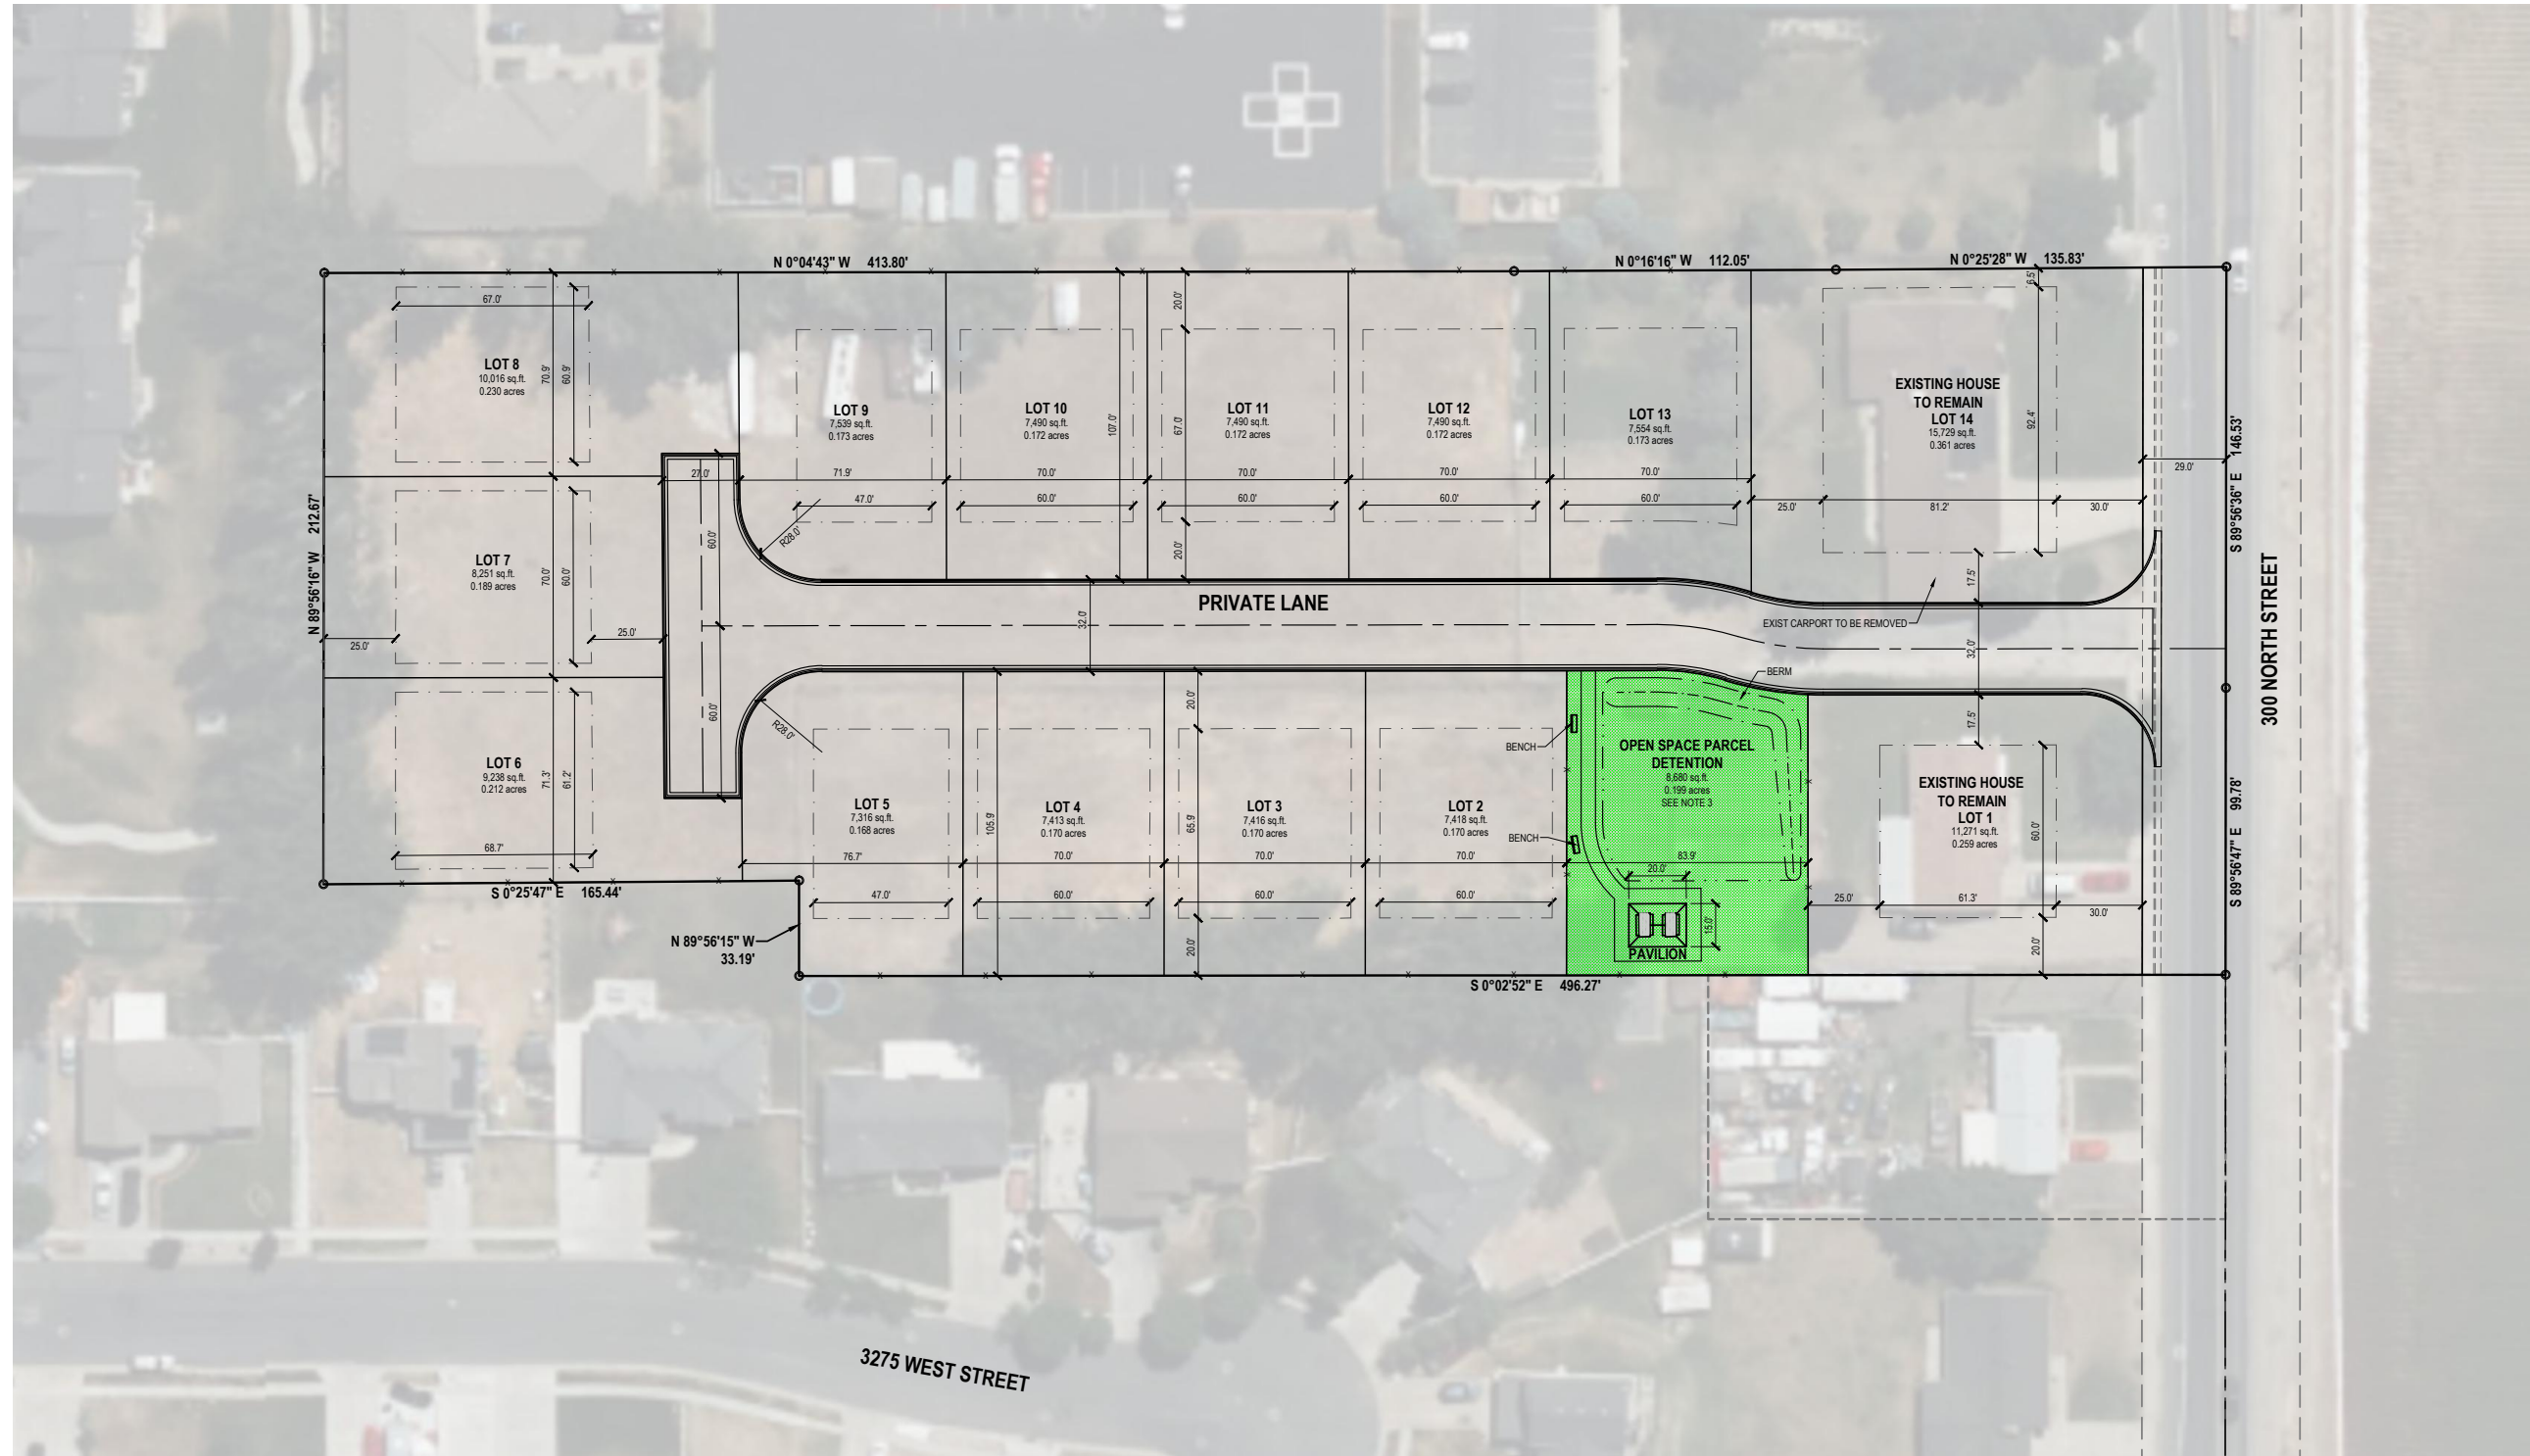 N 0°04'43" W 413.80'
N 0°16'16" W 112.05'
N 0°25'28" W 135.83'
6.5'
67.0'
20.0'
LOT 8
10,016 sq.ft.
0.230 acres
70.9'
60.9'
LOT 9
7,539 sq.ft.
0.173 acres
LOT 10
7,490 sq.ft.
0.172 acres
107.0'
67.0'
LOT 11
7,490 sq.ft.
0.172 acres
LOT 12
7,490 sq.ft.
0.172 acres
LOT 13
7,554 sq.ft.
0.173 acres
EXISTING HOUSE
TO REMAIN
LOT 14
15,729 sq.ft.
0.361 acres
92.4'
S 89°56'36" E 146.53'
27.0'
71.9'
70.0'
70.0'
70.0'
70.0'
29.0'
47.0'
60.0'
60.0'
60.0'
60.0'
25.0'
81.2'
30.0'
N 89°56'16" W 212.67'
LOT 7
8,251 sq.ft.
0.189 acres
70.0'
60.0'
60.0'
R28.0'
20.0'
17.5'
25.0'
25.0'
PRIVATE LANE
32.0'
EXIST CARPORT TO BE REMOVED
32.0'
300 NORTH STREET
BERM
LOT 6
9,238 sq.ft.
0.212 acres
71.3'
61.2'
60.0'
R28.0'
20.0'
17.5'
BENCH
OPEN SPACE PARCEL
DETENTION
8,680 sq.ft.
0.199 acres
SEE NOTE 3
EXISTING HOUSE
TO REMAIN
LOT 1
11,271 sq.ft.
0.259 acres
60.0'
S 89°56'47" E 99.78'
LOT 5
7,316 sq.ft.
0.168 acres
LOT 4
7,413 sq.ft.
0.170 acres
105.9'
LOT 3
7,416 sq.ft.
0.170 acres
65.9'
LOT 2
7,418 sq.ft.
0.170 acres
BENCH
68.7'
76.7'
70.0'
70.0'
70.0'
83.9'
20.0'
S 0°25'47" E 165.44'
47.0'
60.0'
60.0'
60.0'
25.0'
61.3'
30.0'
15.0'
N 89°56'15" W
33.19'
20.0'
PAVILION
20.0'
S 0°02'52" E 496.27'
3275 WEST STREET